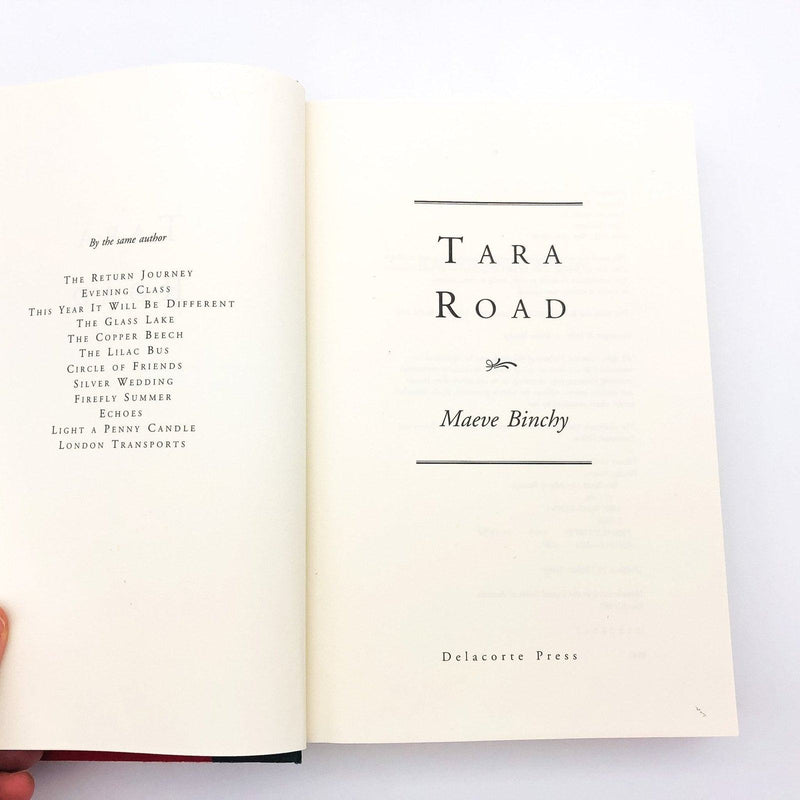 By the same author
THE RETURN JOURNEY
EVENING CLASS
THIS YEAR IT WILL BE DIFFERENT
THE GLASS LAKE
THE COPPER BEECH
THE LILAC BUS
CIRCLE OF FRIENDS
SILVER WEDDING
FIREFLY SUMMER
ECHOES
LIGHT A PENNY CANDLE
LONDON TRANSPORTS
TARA
ROAD
Maeve Binchy
Delacorte Press